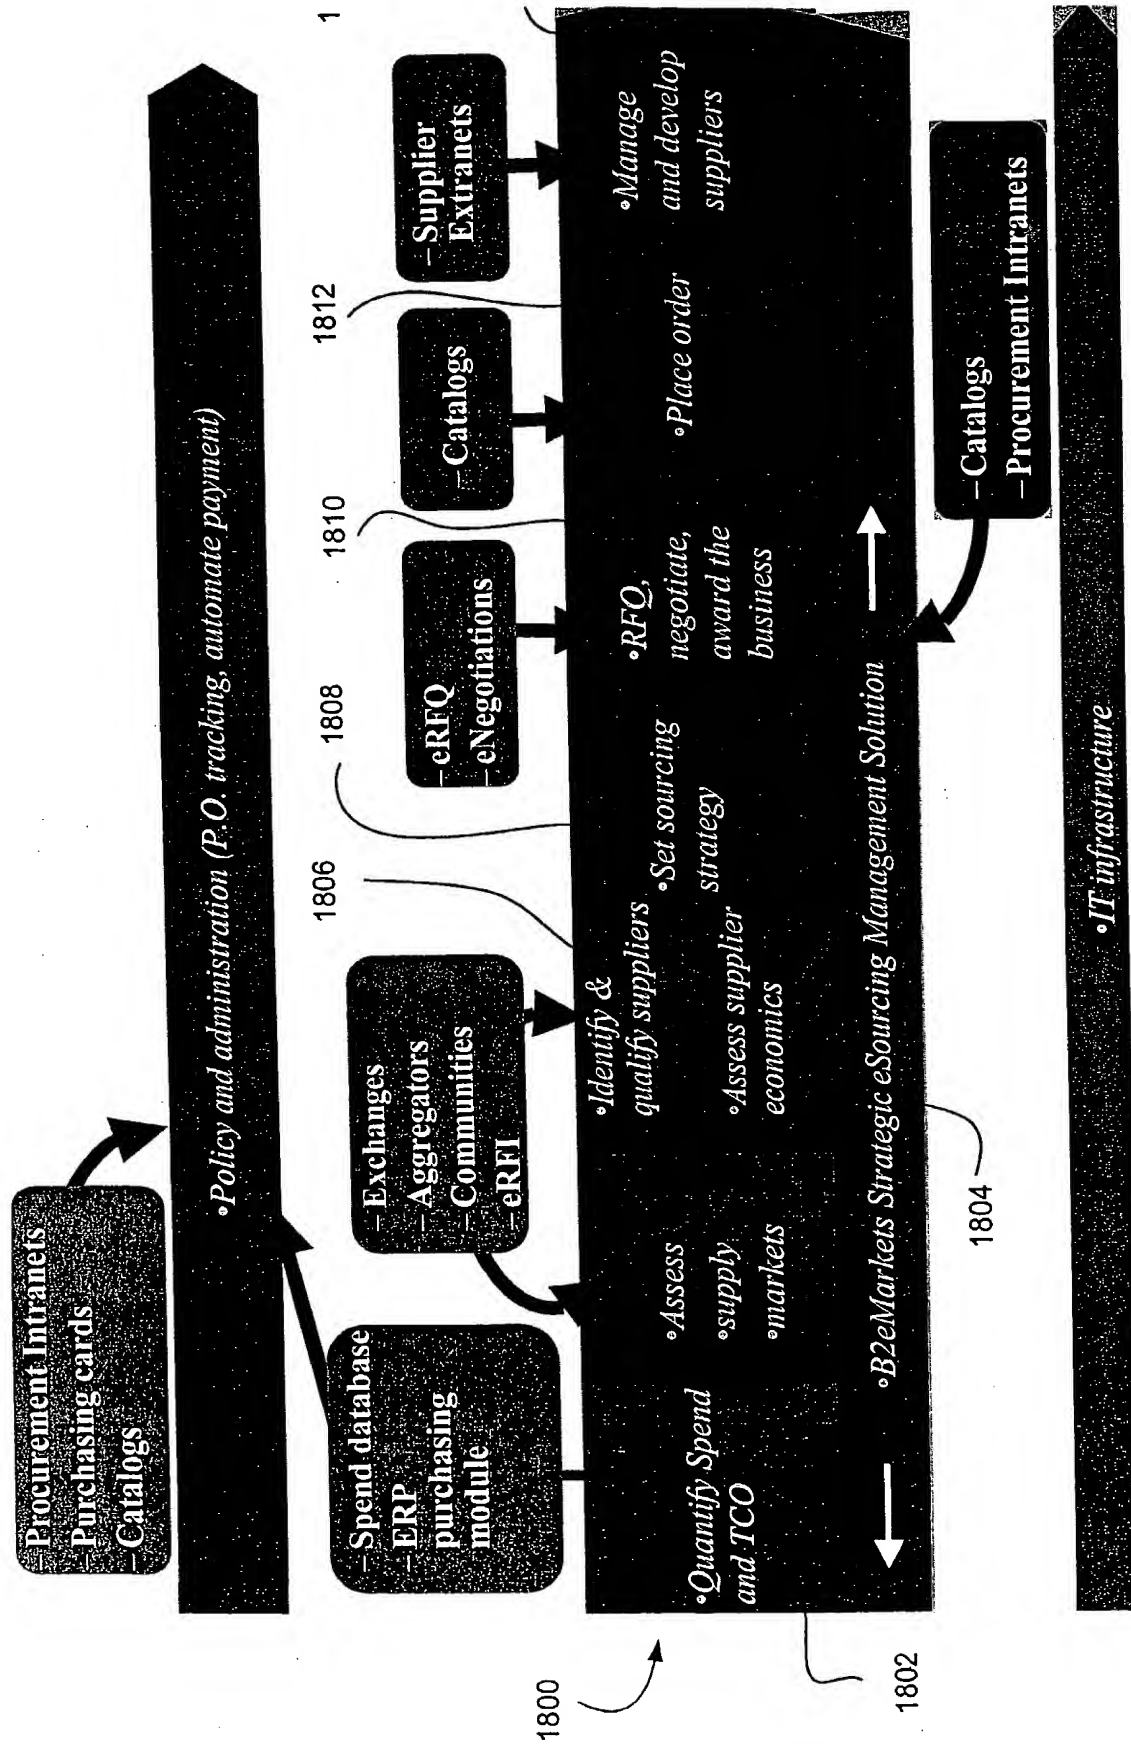 –Procurement Intranets
–Purchasing cards
–Catalogs
•Policy and administration (P.O. tracking, automate payment)
–Spend database
–ERP
purchasing
module
–Exchanges
–Aggregators
–Communities
–eRFI
1806
1808
–eRFQ
–eNegotiations
1810
–Catalogs
1812
–Supplier
Extranets
1
1800
•Quantify Spend
and TCO
•Assess
•supply
•markets
•Identify &
qualify suppliers
•Assess supplier
economics
•Set sourcing
strategy
•RFQ,
negotiate,
award the
business
•Place order
•Manage
and develop
suppliers
•B2eMarkets Strategic eSourcing Management Solution
1802
1804
–Catalogs
–Procurement Intranets
•IT infrastructure